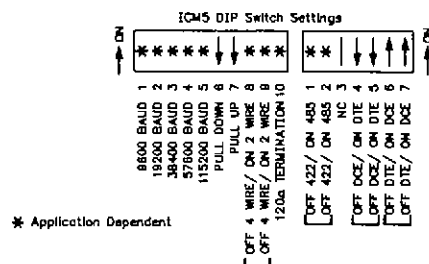 ICM5 DIP Switch Settings
ON
ON
9600 BAUD 1
19200 BAUD 2
38400 BAUD 3
57600 BAUD 4
115200 BAUD 5
PULL DOWN 6
PULL UP 7
OFF 4 WIRE/ ON 2 WIRE 8
OFF 4 WIRE/ ON 2 WIRE 9
120Ω TERMINATION 10
OFF 422/ ON 485 1
OFF 422/ ON 485 2
NC 3
OFF DCE/ ON DTE 4
OFF DCE/ ON DTE 5
OFF DTE/ ON DCE 6
OFF DTE/ ON DCE 7
* Application Dependent